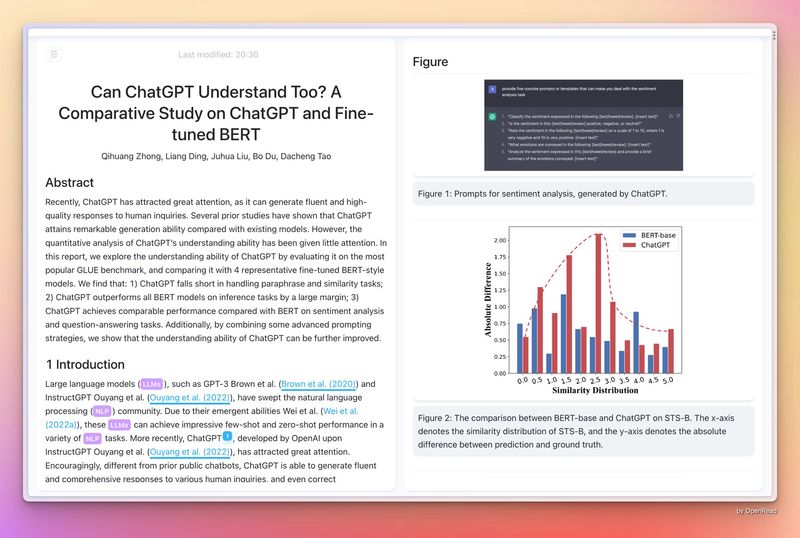 Last modified: 20:30
Can ChatGPT Understand Too? A
Comparative Study on ChatGPT and Fine-
tuned BERT
Qihuang Zhong, Liang Ding, Juhua Liu, Bo Du, Dacheng Tao
Abstract
Recently, ChatGPT has attracted great attention, as it can generate fluent and high-
quality responses to human inquiries. Several prior studies have shown that ChatGPT
attains remarkable generation ability compared with existing models. However, the
quantitative analysis of ChatGPT's understanding ability has been given little attention. In
this report, we explore the understanding ability of ChatGPT by evaluating it on the most
popular GLUE benchmark, and comparing it with 4 representative fine-tuned BERT-style
models. We find that: 1) ChatGPT falls short in handling paraphrase and similarity tasks;
2) ChatGPT outperforms all BERT models on inference tasks by a large margin; 3)
ChatGPT achieves comparable performance compared with BERT on sentiment analysis
and question-answering tasks. Additionally, by combining some advanced prompting
strategies, we show that the understanding ability of ChatGPT can be further improved.
1 Introduction
Large language models (LLMs), such as GPT-3 Brown et al. (Brown et al. (2020)) and
InstructGPT Ouyang et al. (Ouyang et al. (2022)), have swept the natural language
processing (NLP) community. Due to their emergent abilities Wei et al. (Wei et al.
(2022a)), these LLMs can achieve impressive few-shot and zero-shot performance in a
variety of NLP tasks. More recently, ChatGPT 1, developed by OpenAI upon
InstructGPT Ouyang et al. (Ouyang et al. (2022)), has attracted great attention.
Encouragingly, different from prior public chatbots, ChatGPT is able to generate fluent
and comprehensive responses to various human inquiries, and even correct
Figure
provide five concise prompts or templates that can make you deal with the sentiment
analysis task
1. "Classify the sentiment expressed in the following [text/tweet/review]: [insert text]"
2. "Is the sentiment in this [text/tweet/review] positive, negative, or neutral?"
3. "Rate the sentiment in the following [text/tweet/review] on a scale of 1 to 10, where 1 is
very negative and 10 is very positive: [insert text]"
4. "What emotions are conveyed in the following [text/tweet/review]: [insert text]"
5. "Analyze the sentiment expressed in this [text/tweet/review] and provide a brief
summary of the emotions conveyed: [insert text]"
Figure 1: Prompts for sentiment analysis, generated by ChatGPT.
BERT-base
ChatGPT
Absolute Difference
2.00
1.75
1.50
1.25
1.00
0.75
0.50
0.25
0.00
0.0 0.5 1.0 1.5 2.0 2.5 3.0 3.5 4.0 4.5 5.0
Similarity Distribution
Figure 2: The comparison between BERT-base and ChatGPT on STS-B. The x-axis
denotes the similarity distribution of STS-B, and the y-axis denotes the absolute
difference between prediction and ground truth.
by OpenRead